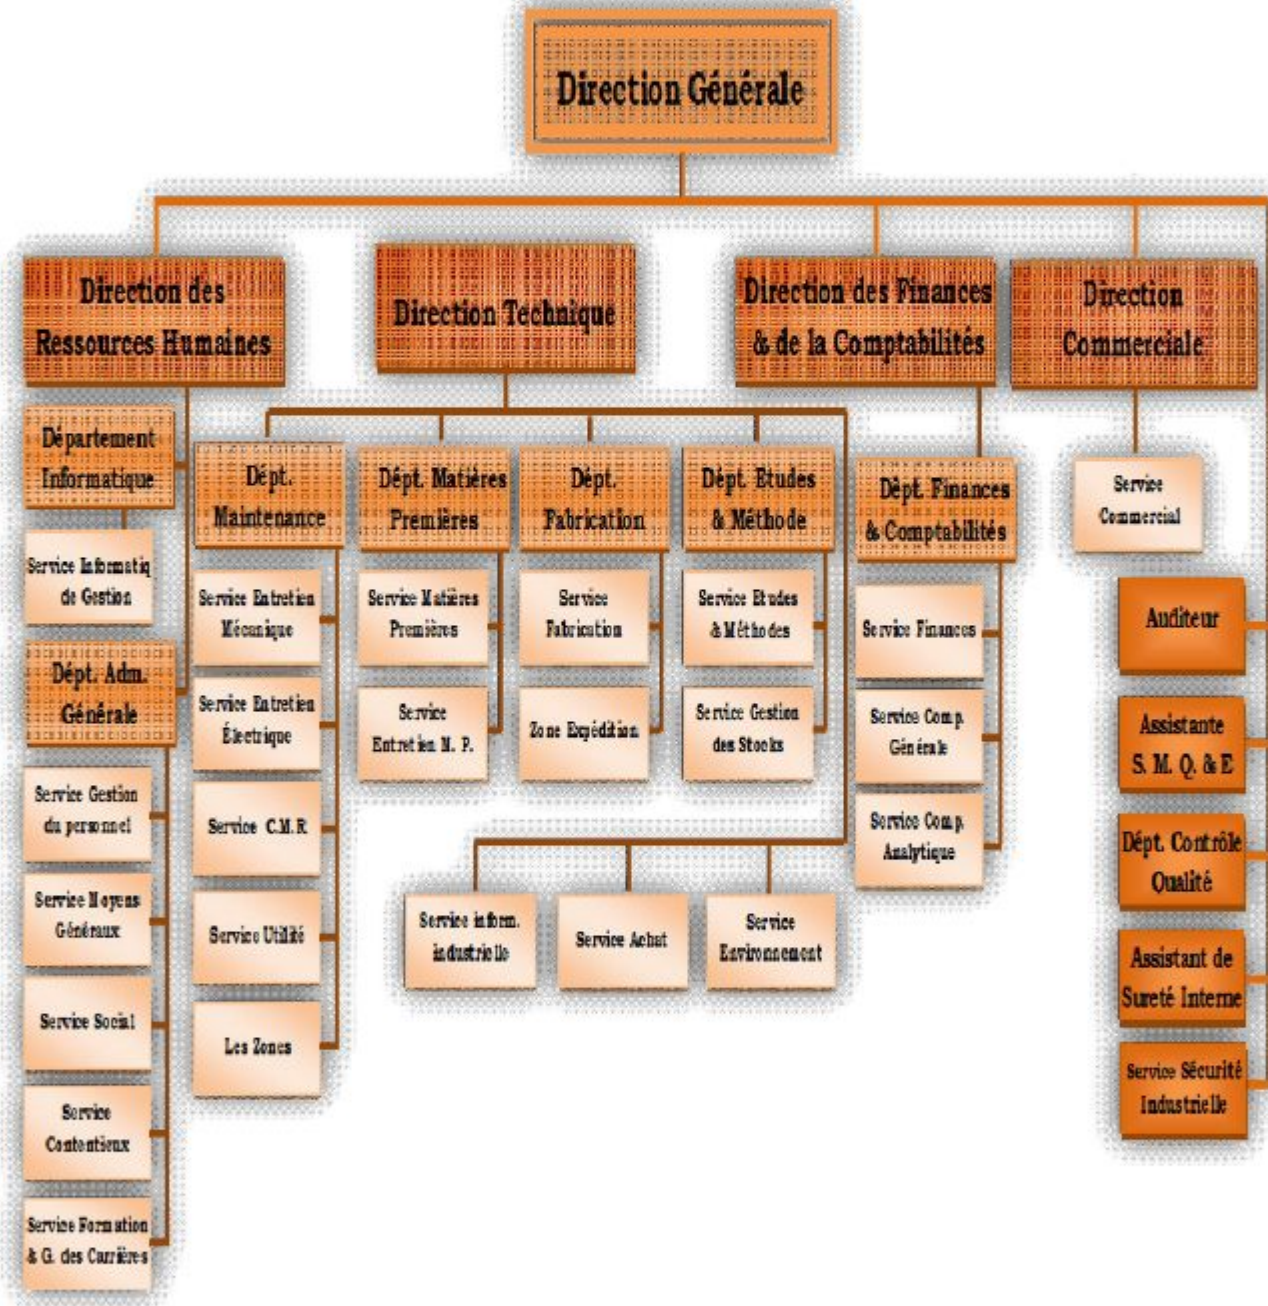 Direction Générale
Direction des
Ressources Humaines
Direction Technique
Direction des Finances
& de la Comptabilités
Direction
Commerciale
Département
Informatique
Service Informatiq
de Gestion
Dépt. Adm.
Générale
Service Gestion
du personnel
Service Moyens
Généraux
Service Social
Service
Contentieux
Service Formation
& G. des Carrières
Dépt.
Maintenance
Service Entretien
Mécanique
Service Entretien
Électrique
Service C.M.R
Service Utilité
Les Zones
Dépt. Matières
Premières
Service Matières
Premières
Service
Entretien M. P.
Dépt.
Fabrication
Service
Fabrication
Zone Expédition
Dépt. Etudes
& Méthode
Service Etudes
& Méthodes
Service Gestion
des Stocks
Service inform.
industrielle
Service Achat
Service
Environnement
Dèpt. Finances
& Comptabilités
Service Finances
Service Comp.
Générale
Service Comp.
Analytique
Service
Commercial
Auditeur
Assistante
S. M. Q. & E
Dépt. Contrôle
Qualité
Assistant de
Sureté Interne
Service Sécurité
Industrielle